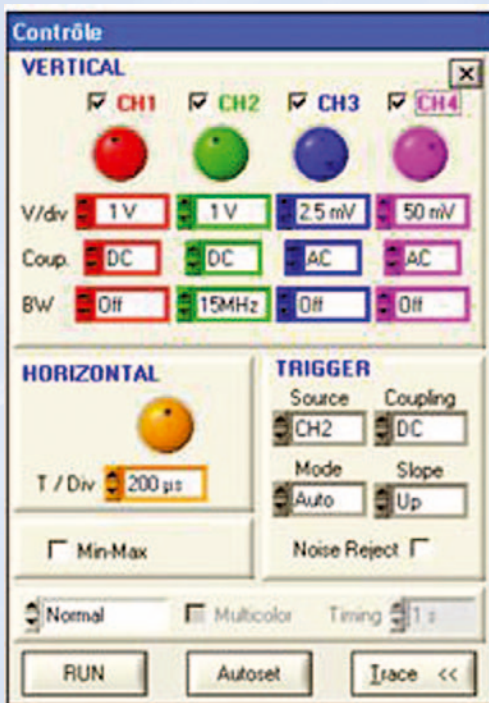 Contrôle
VERTICAL
CH1 CH2 CH3 CH4
V/div 1 V 1 V 2.5 mV 50 mV
Coup. DC DC AC AC
BW Off 15MHz Off Off
HORIZONTAL
T / Div 200 µs
Min-Max
TRIGGER
Source Coupling
CH2 DC
Mode Slope
Auto Up
Noise Reject
Normal Multicolor Timing 1 s
RUN Autoset Trace <<